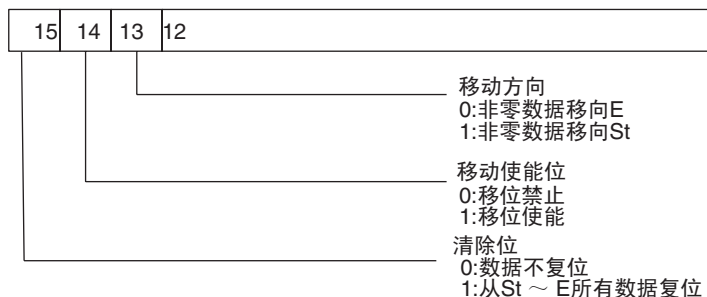 15 14 13 12
移动方向
0:非零数据移向E
1:非零数据移向St
移动使能位
0:移位禁止
1:移位使能
清除位
0:数据不复位
1:从St ～ E所有数据复位